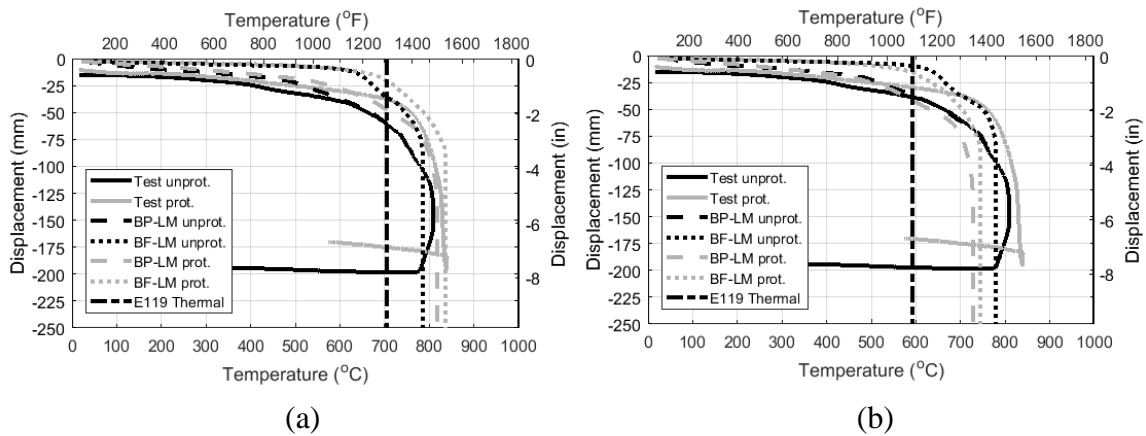 Temperature (°F)
200 400 600 800 1000 1200 1400 1600 1800
0 -25 -50 -75 -100 -125 -150 -175 -200 -225 -250
Displacement (mm)
Test unprot.
Test prot.
BP-LM unprot.
BF-LM unprot.
BP-LM prot.
BF-LM prot.
E119 Thermal
0 -2 -4 -6 -8
Displacement (in)
0 100 200 300 400 500 600 700 800 900 1000
Temperature (°C)
(a)
Temperature (°F)
200 400 600 800 1000 1200 1400 1600 1800
0 -25 -50 -75 -100 -125 -150 -175 -200 -225 -250
Displacement (mm)
Test unprot.
Test prot.
BP-LM unprot.
BF-LM unprot.
BP-LM prot.
BF-LM prot.
E119 Thermal
0 -2 -4 -6 -8
Displacement (in)
0 100 200 300 400 500 600 700 800 900 1000
Temperature (°C)
(b)